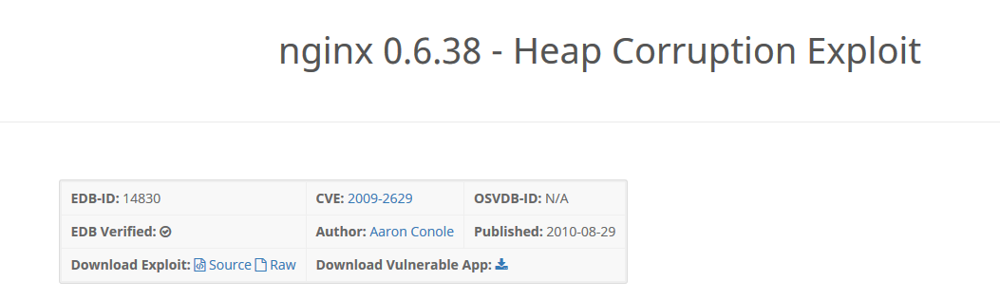 nginx 0.6.38 - Heap Corruption Exploit
EDB-ID: 14830 CVE: 2009-2629 OSVDB-ID: N/A
EDB Verified: Author: Aaron Conole Published: 2010-08-29
Download Exploit: Source Raw Download Vulnerable App: